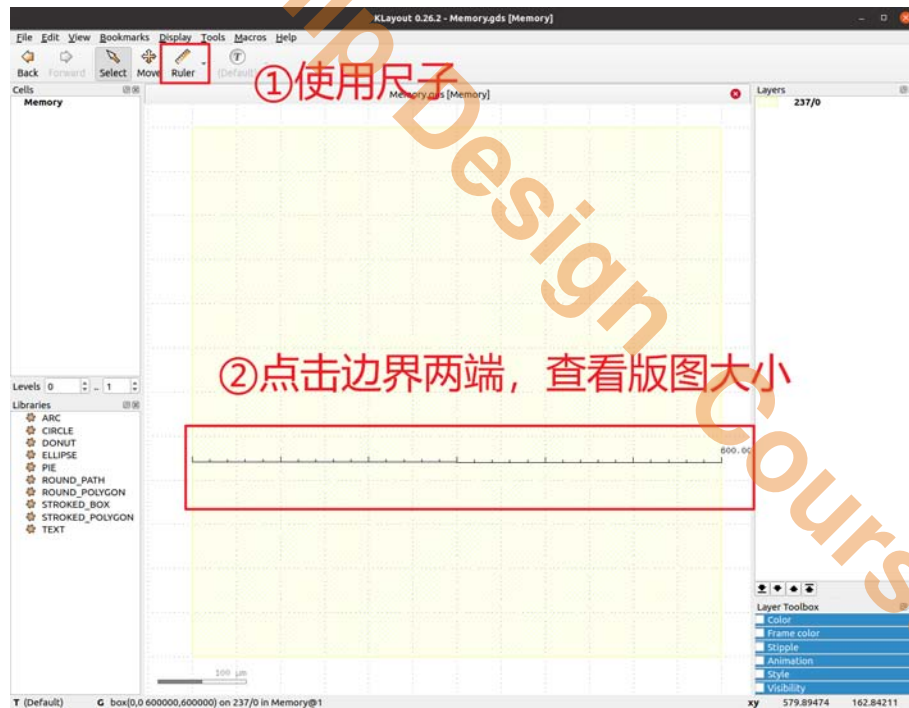 KLayout 0.26.2 - Memory.gds [Memory]
File Edit View Bookmarks Display Tools Macros Help
Back Forward Select Move Ruler (Default)
①使用尺子
Cells
Memory
Memory.gds [Memory]
Layers
237/0
②点击边界两端，查看版图大小
600.00
Levels 0 .. 1
Libraries
ARC
CIRCLE
DONUT
ELLIPSE
PIE
ROUND_PATH
ROUND_POLYGON
STROKED_BOX
STROKED_POLYGON
TEXT
100 µm
Layer Toolbox
Color
Frame color
Stipple
Animation
Style
Visibility
T (Default) G box(0,0 600000,600000) on 237/0 in Memory@1 xy 579.89474 162.84211
ip Design Cours